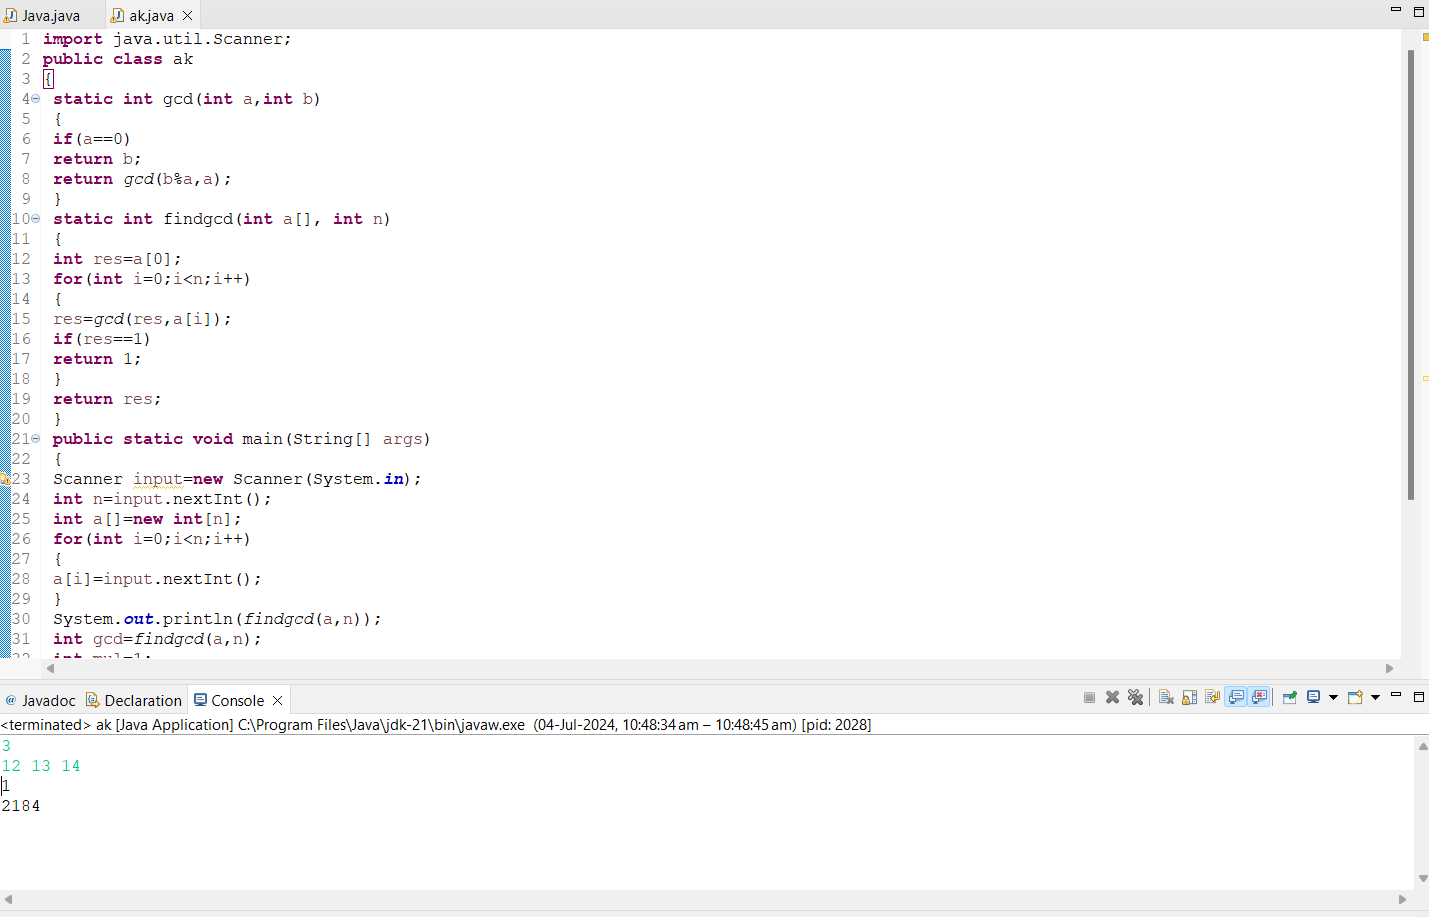 Java.java ak.java
1 import java.util.Scanner;
2 public class ak
3 {
4 static int gcd(int a,int b)
5 {
6 if(a==0)
7 return b;
8 return gcd(b%a,a);
9 }
10 static int findgcd(int a[], int n)
11 {
12 int res=a[0];
13 for(int i=0;i<n;i++)
14 {
15 res=gcd(res,a[i]);
16 if(res==1)
17 return 1;
18 }
19 return res;
20 }
21 public static void main(String[] args)
22 {
23 Scanner input=new Scanner(System.in);
24 int n=input.nextInt();
25 int a[]=new int[n];
26 for(int i=0;i<n;i++)
27 {
28 a[i]=input.nextInt();
29 }
30 System.out.println(findgcd(a,n));
31 int gcd=findgcd(a,n);
32 int mul=1;
@ Javadoc Declaration Console
<terminated> ak [Java Application] C:\Program Files\Java\jdk-21\bin\javaw.exe (04-Jul-2024, 10:48:34 am – 10:48:45 am) [pid: 2028]
3
12 13 14
1
2184